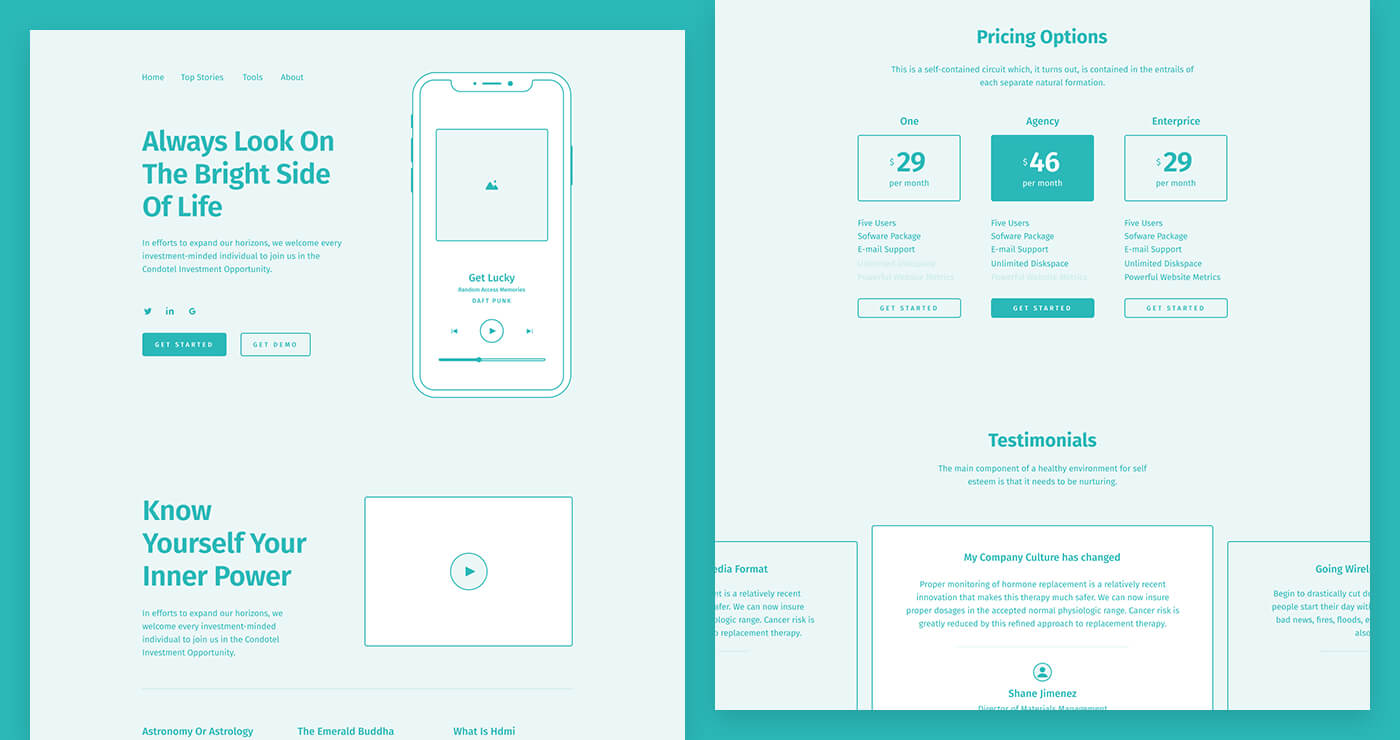 Home Top Stories Tools About
Always Look On
The Bright Side
Of Life
In efforts to expand our horizons, we welcome every
investment-minded individual to join us in the
Condotel Investment Opportunity.
GET STARTED GET DEMO
Get Lucky
Random Access Memories
DAFT PUNK
Know
Yourself Your
Inner Power
In efforts to expand our horizons, we
welcome every investment-minded
individual to join us in the Condotel
Investment Opportunity.
Astronomy Or Astrology
The Emerald Buddha
What Is Hdmi
Pricing Options
This is a self-contained circuit which, it turns out, is contained in the entrails of
each separate natural formation.
One
$29
per month
Five Users
Sofware Package
E-mail Support
Unlimited Diskspace
Powerful Website Metrics
GET STARTED
Agency
$46
per month
Five Users
Sofware Package
E-mail Support
Unlimited Diskspace
Powerful Website Metrics
GET STARTED
Enterprice
$29
per month
Five Users
Sofware Package
E-mail Support
Unlimited Diskspace
Powerful Website Metrics
GET STARTED
Testimonials
The main component of a healthy environment for self
esteem is that it needs to be nurturing.
edia Format
nt is a relatively recent
afer. We can now insure
ologic range. Cancer risk is
o replacement therapy.
My Company Culture has changed
Proper monitoring of hormone replacement is a relatively recent
innovation that makes this therapy much safer. We can now insure
proper dosages in the accepted normal physiologic range. Cancer risk is
greatly reduced by this refined approach to replacement therapy.
Shane Jimenez
Director of Materials Management
Going Wirel
Begin to drastically cut d
people start their day wit
bad news, fires, floods, e
also